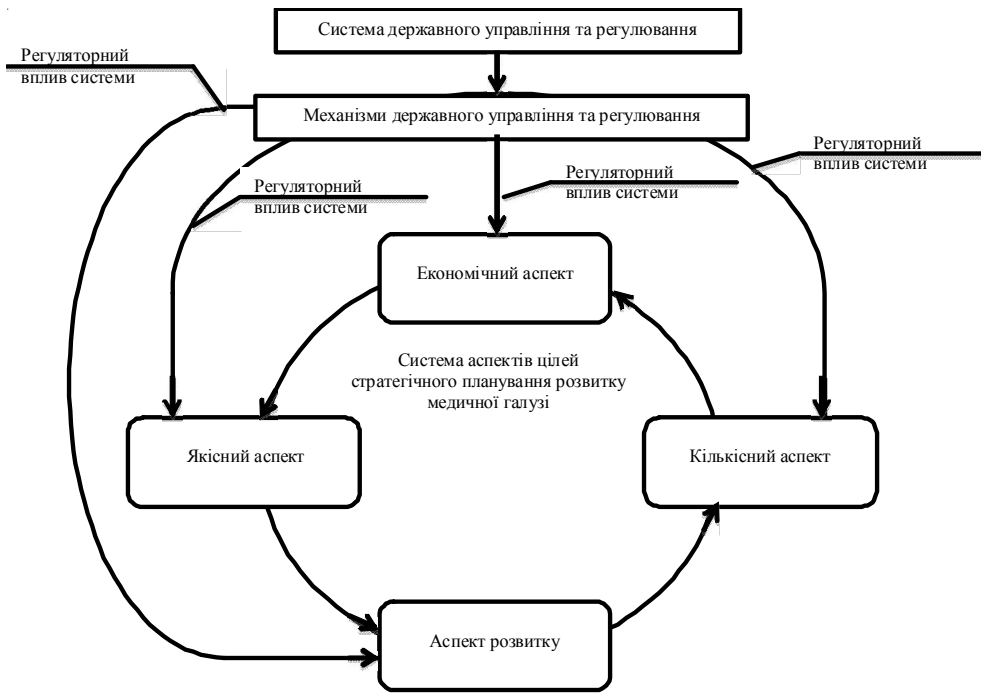 Система державного управління та регулювання
Регуляторний
вплив системи
Механізми державного управління та регулювання
Регуляторний
вплив системи
Регуляторний
вплив системи
Регуляторний
вплив системи
Економічний аспект
Система аспектів цілей
стратегічного планування розвитку
медичної галузі
Якісний аспект
Кількісний аспект
Аспект розвитку